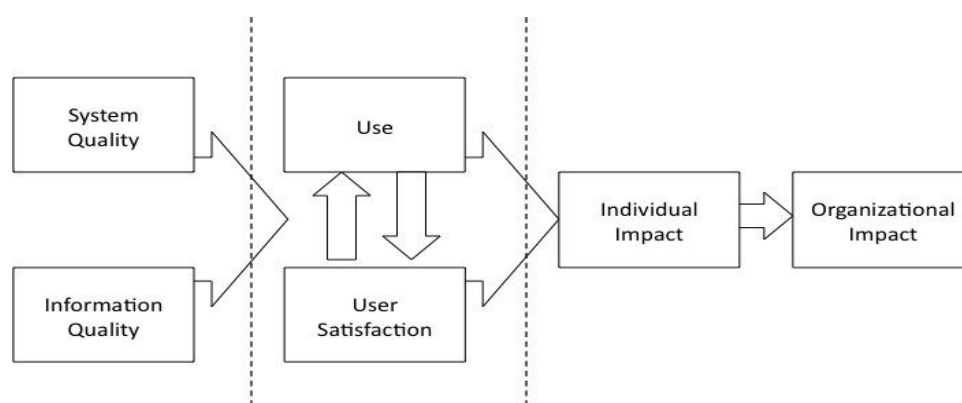 System
Quality
Use
Individual
Impact
Organizational
Impact
Information
Quality
User
Satisfaction